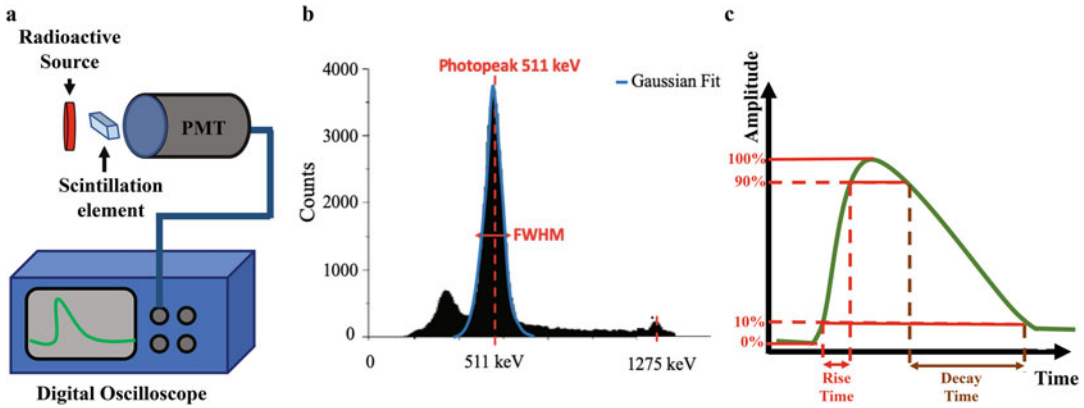 a
Radioactive
Source
PMT
Scintillation
element
Digital Oscilloscope
b
Photopeak 511 keV
Gaussian Fit
Counts
4000
3000
2000
1000
0
FWHM
0
511 keV
1275 keV
c
Amplitude
100%
90%
10%
0%
Rise
Time
Decay
Time
Time